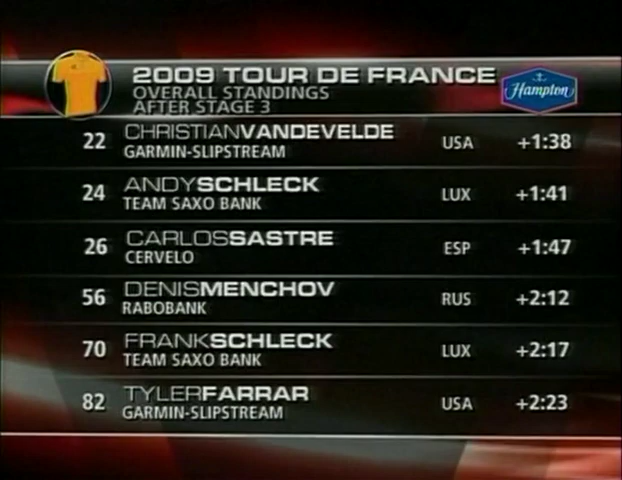 2009 TOUR DE FRANCE
OVERALL STANDINGS
AFTER STAGE 3
Hampton
22 CHRISTIANVANDEVELDE USA +1:38
GARMIN-SLIPSTREAM
24 ANDYSCHLECK LUX +1:41
TEAM SAXO BANK
26 CARLOSSASTRE ESP +1:47
CERVELO
56 DENISMENCHOV RUS +2:12
RABOBANK
70 FRANKSCHLECK LUX +2:17
TEAM SAXO BANK
82 TYLERFARRAR USA +2:23
GARMIN-SLIPSTREAM